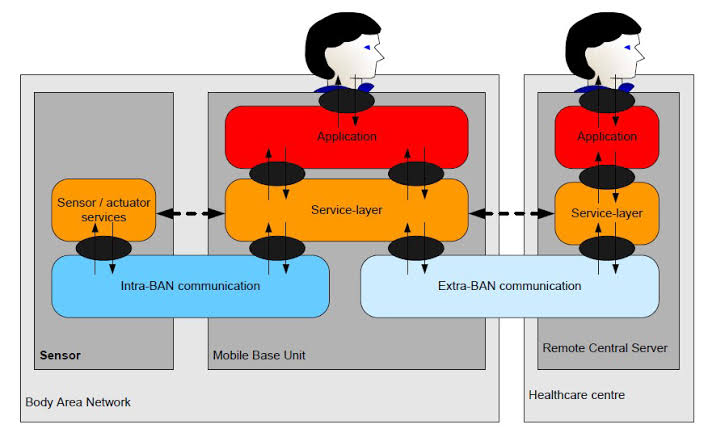 Application
Application
Sensor / actuator
services
Service-layer
Service-layer
Intra-BAN communication
Extra-BAN communication
Sensor
Mobile Base Unit
Remote Central Server
Body Area Network
Healthcare centre